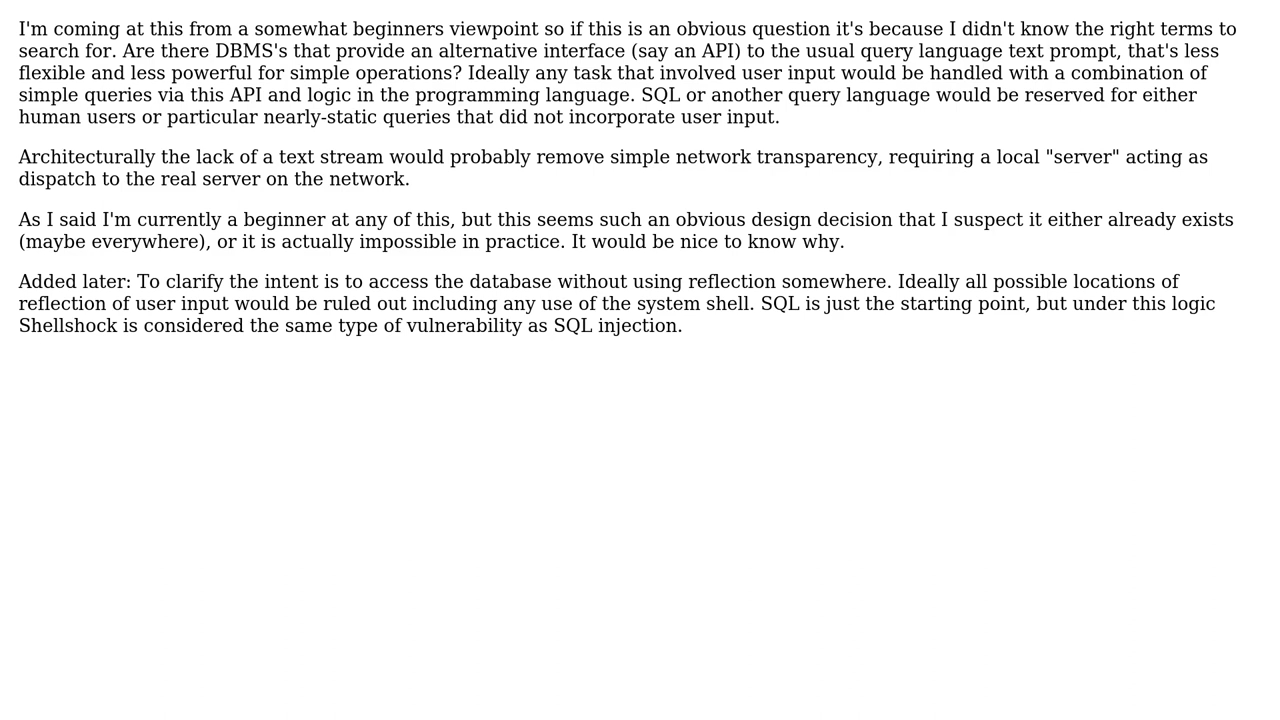 I'm coming at this from a somewhat beginners viewpoint so if this is an obvious question it's because I didn't know the right terms to
search for. Are there DBMS's that provide an alternative interface (say an API) to the usual query language text prompt, that's less
flexible and less powerful for simple operations? Ideally any task that involved user input would be handled with a combination of
simple queries via this API and logic in the programming language. SQL or another query language would be reserved for either
human users or particular nearly-static queries that did not incorporate user input.
Architecturally the lack of a text stream would probably remove simple network transparency, requiring a local "server" acting as
dispatch to the real server on the network.
As I said I'm currently a beginner at any of this, but this seems such an obvious design decision that I suspect it either already exists
(maybe everywhere), or it is actually impossible in practice. It would be nice to know why.
Added later: To clarify the intent is to access the database without using reflection somewhere. Ideally all possible locations of
reflection of user input would be ruled out including any use of the system shell. SQL is just the starting point, but under this logic
Shellshock is considered the same type of vulnerability as SQL injection.